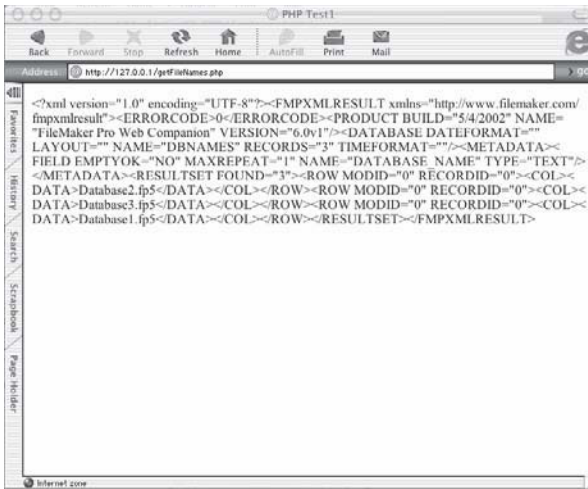 PHP Test1
Back Forward Stop Refresh Home AutoFill Print Mail
Address: http://127.0.0.1/getFileNames.php go
Favorites
History
Search
Scrapbook
Page Holder
<?xml version="1.0" encoding="UTF-8"?><FMPXMLRESULT xmlns="http://www.filemaker.com/
fmpxmlresult"><ERRORCODE>0</ERRORCODE><PRODUCT BUILD="5/4/2002" NAME=
"FileMaker Pro Web Companion" VERSION="6.0v1"/><DATABASE DATEFORMAT=""
LAYOUT="" NAME="DBNAMES" RECORDS="3" TIMEFORMAT=""/><METADATA><
FIELD EMPTYOK="NO" MAXREPEAT="1" NAME="DATABASE_NAME" TYPE="TEXT"/>
</METADATA><RESULTSET FOUND="3"><ROW MODID="0" RECORDID="0"><COL><
DATA>Database2.fp5</DATA></COL></ROW><ROW MODID="0" RECORDID="0"><COL><
DATA>Database3.fp5</DATA></COL></ROW><ROW MODID="0" RECORDID="0"><COL><
DATA>Database1.fp5</DATA></COL></ROW></RESULTSET></FMPXMLRESULT>
Internet zone